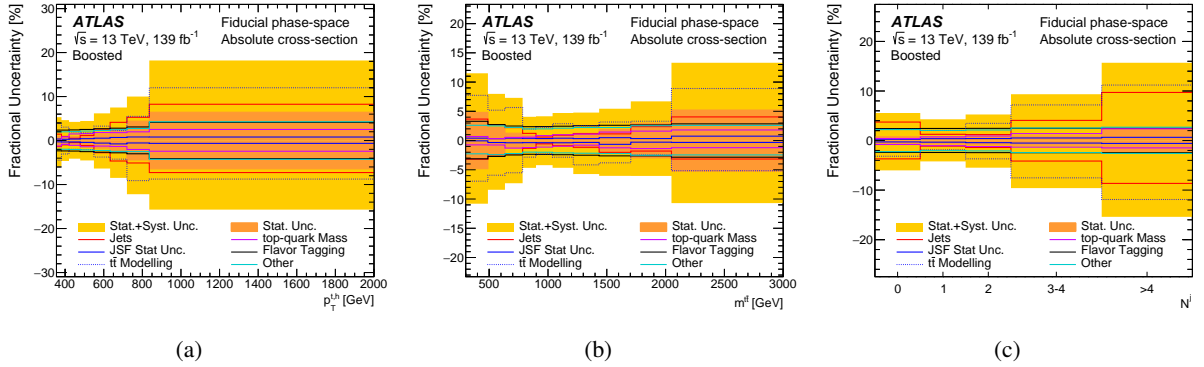 Fractional Uncertainty [%]
ATLAS
√s = 13 TeV, 139 fb⁻¹
Boosted
Fiducial phase-space
Absolute cross-section
30
20
10
0
−10
−20
−30
Stat.+Syst. Unc.
Jets
JSF Stat Unc.
tt̄ Modelling
Stat. Unc.
top-quark Mass
Flavor Tagging
Other
400 600 800 1000 1200 1400 1600 1800 2000
p_T^{t,h} [GeV]
(a)
Fractional Uncertainty [%]
ATLAS
√s = 13 TeV, 139 fb⁻¹
Boosted
Fiducial phase-space
Absolute cross-section
20
15
10
5
0
−5
−10
−15
−20
Stat.+Syst. Unc.
Jets
JSF Stat Unc.
tt̄ Modelling
Stat. Unc.
top-quark Mass
Flavor Tagging
Other
500 1000 1500 2000 2500 3000
m^{tt̄} [GeV]
(b)
Fractional Uncertainty [%]
ATLAS
√s = 13 TeV, 139 fb⁻¹
Boosted
Fiducial phase-space
Absolute cross-section
20
10
0
−10
−20
Stat.+Syst. Unc.
Jets
JSF Stat Unc.
tt̄ Modelling
Stat. Unc.
top-quark Mass
Flavor Tagging
Other
0 1 2 3-4 >4
N^j
(c)